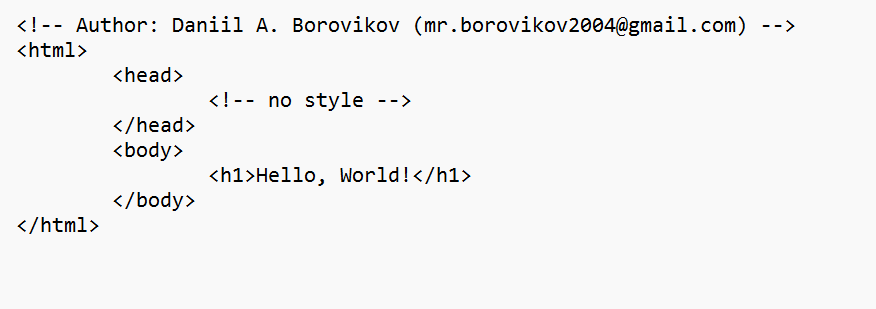 <!-- Author: Daniil A. Borovikov (mr.borovikov2004@gmail.com) -->
<html>
        <head>
                <!-- no style -->
        </head>
        <body>
                <h1>Hello, World!</h1>
        </body>
</html>